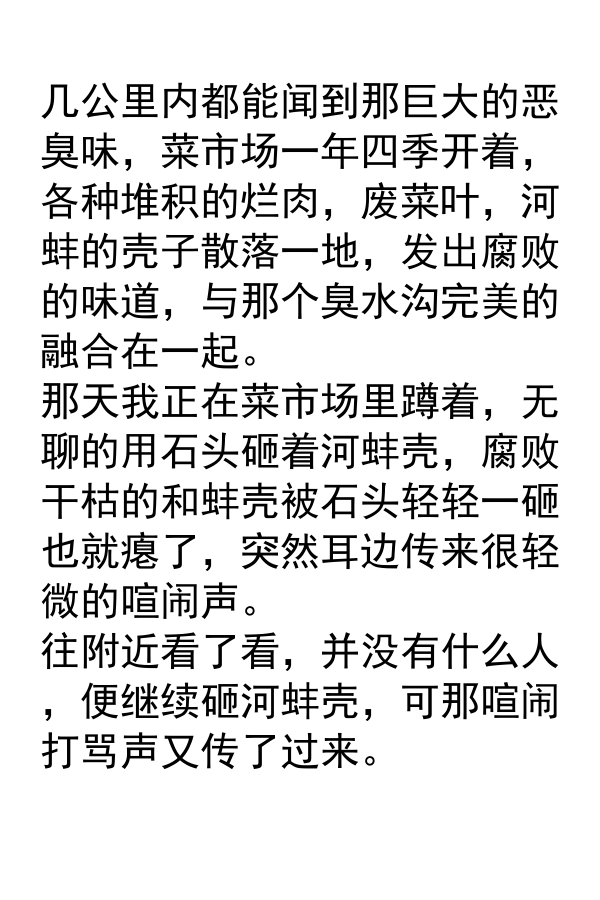 几公里内都能闻到那巨大的恶
臭味，菜市场一年四季开着，
各种堆积的烂肉，废菜叶，河
蚌的壳子散落一地，发出腐败
的味道，与那个臭水沟完美的
融合在一起。
那天我正在菜市场里蹲着，无
聊的用石头砸着河蚌壳，腐败
干枯的和蚌壳被石头轻轻一砸
也就瘪了，突然耳边传来很轻
微的喧闹声。
往附近看了看，并没有什么人
，便继续砸河蚌壳，可那喧闹
打骂声又传了过来。